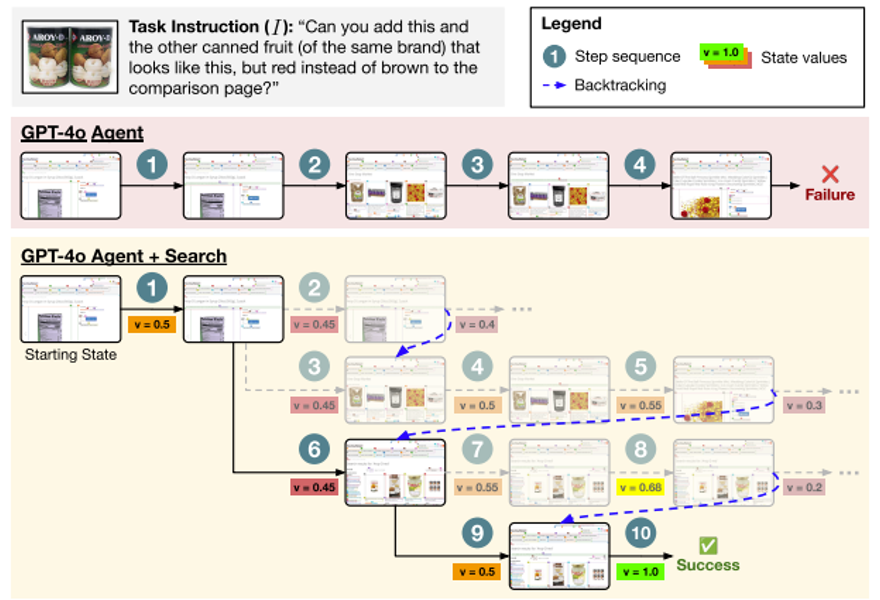 AROY-D
AROY-D
Task Instruction (I): “Can you add this and
the other canned fruit (of the same brand) that
looks like this, but red instead of brown to the
comparison page?”
Legend
1 Step sequence
v = 1.0 State values
Backtracking
GPT-4o Agent
1 2 3 4
Failure
GPT-4o Agent + Search
1 2
v = 0.5 v = 0.45 v = 0.4 ...
Starting State
3 4 5
v = 0.45 v = 0.5 v = 0.55 v = 0.3 ...
6 7 8
v = 0.45 v = 0.55 v = 0.68 v = 0.2 ...
9 10
v = 0.5 v = 1.0
Success